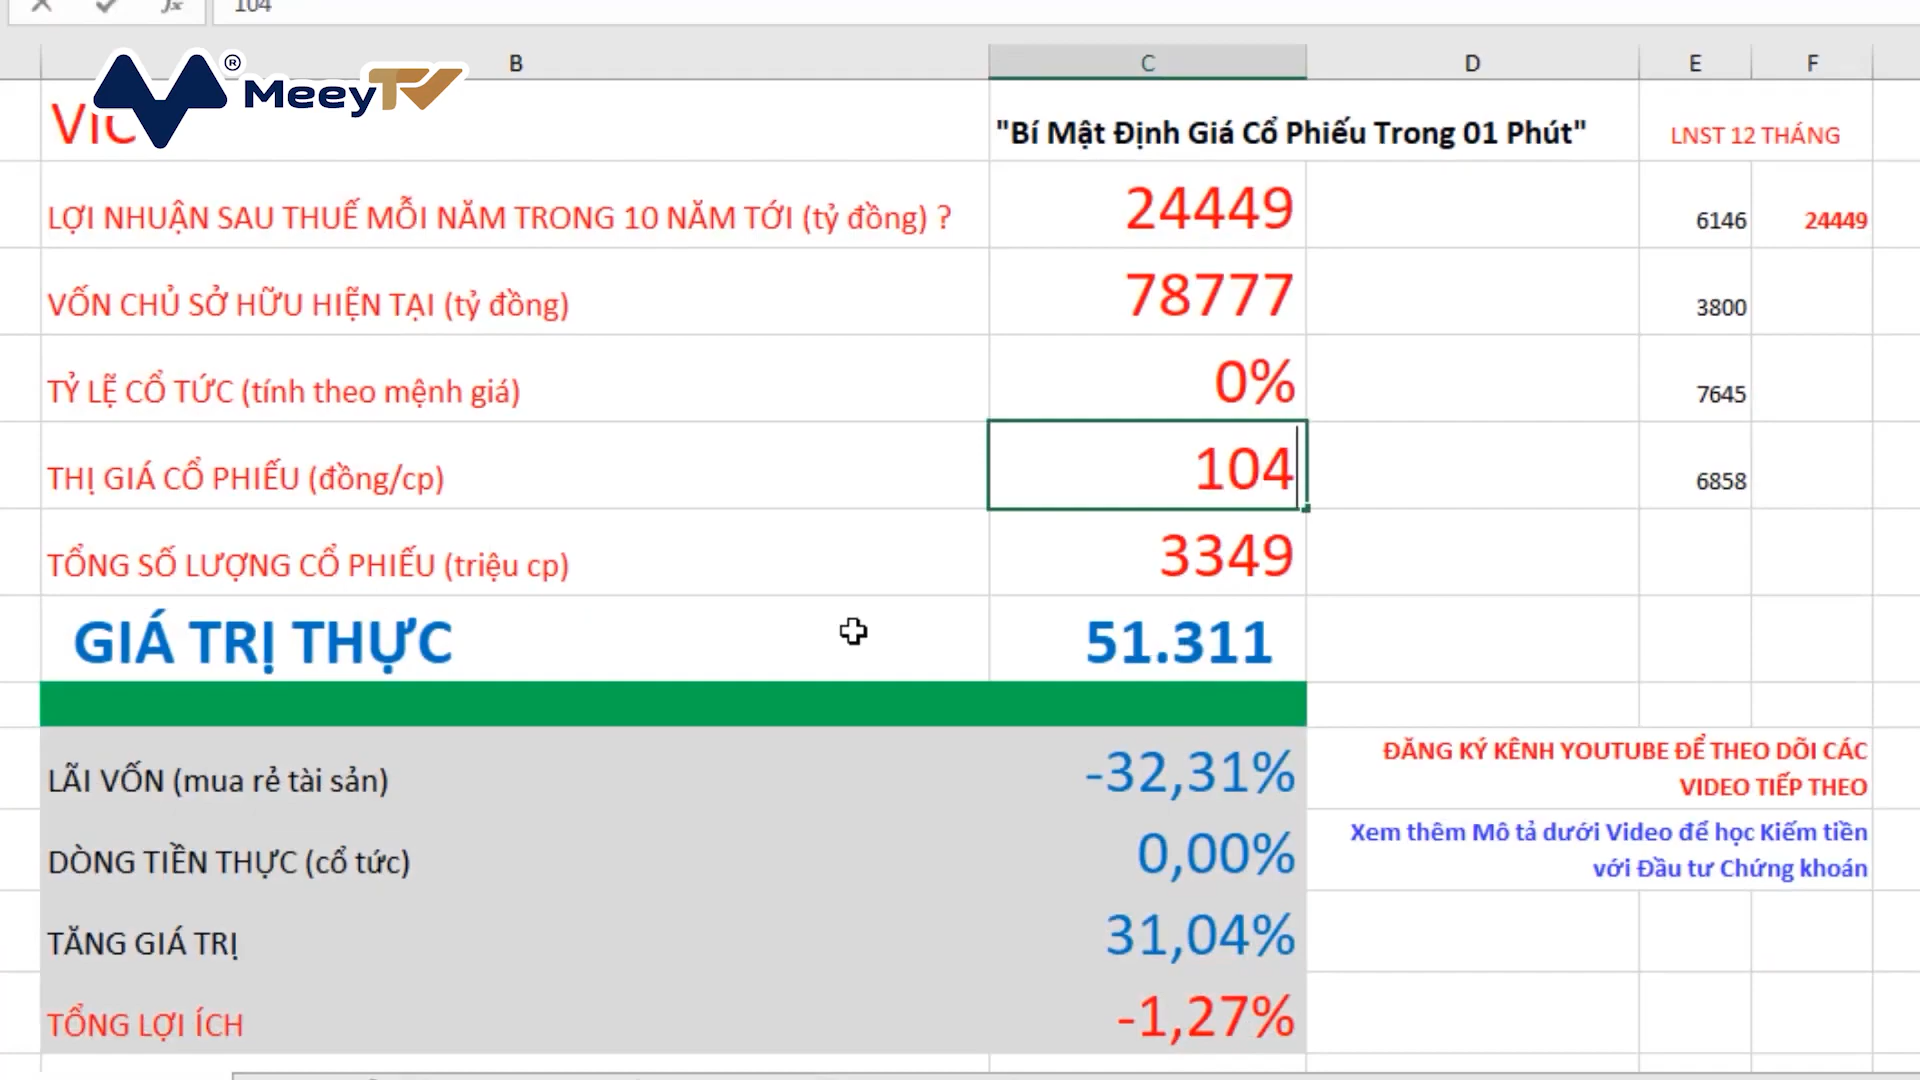 104
B C D E F
MeeyTV ®
VIC "Bí Mật Định Giá Cổ Phiếu Trong 01 Phút" LNST 12 THÁNG
LỢI NHUẬN SAU THUẾ MỖI NĂM TRONG 10 NĂM TỚI (tỷ đồng) ? 24449 6146 24449
VỐN CHỦ SỞ HỮU HIỆN TẠI (tỷ đồng) 78777 3800
TỶ LỆ CỔ TỨC (tính theo mệnh giá) 0% 7645
THỊ GIÁ CỔ PHIẾU (đồng/cp) 104 6858
TỔNG SỐ LƯỢNG CỔ PHIẾU (triệu cp) 3349
GIÁ TRỊ THỰC 51.311
LÃI VỐN (mua rẻ tài sản) -32,31% ĐĂNG KÝ KÊNH YOUTUBE ĐỂ THEO DÕI CÁC
VIDEO TIẾP THEO
DÒNG TIỀN THỰC (cổ tức) 0,00% Xem thêm Mô tả dưới Video để học Kiếm tiền
với Đầu tư Chứng khoán
TĂNG GIÁ TRỊ 31,04%
TỔNG LỢI ÍCH -1,27%